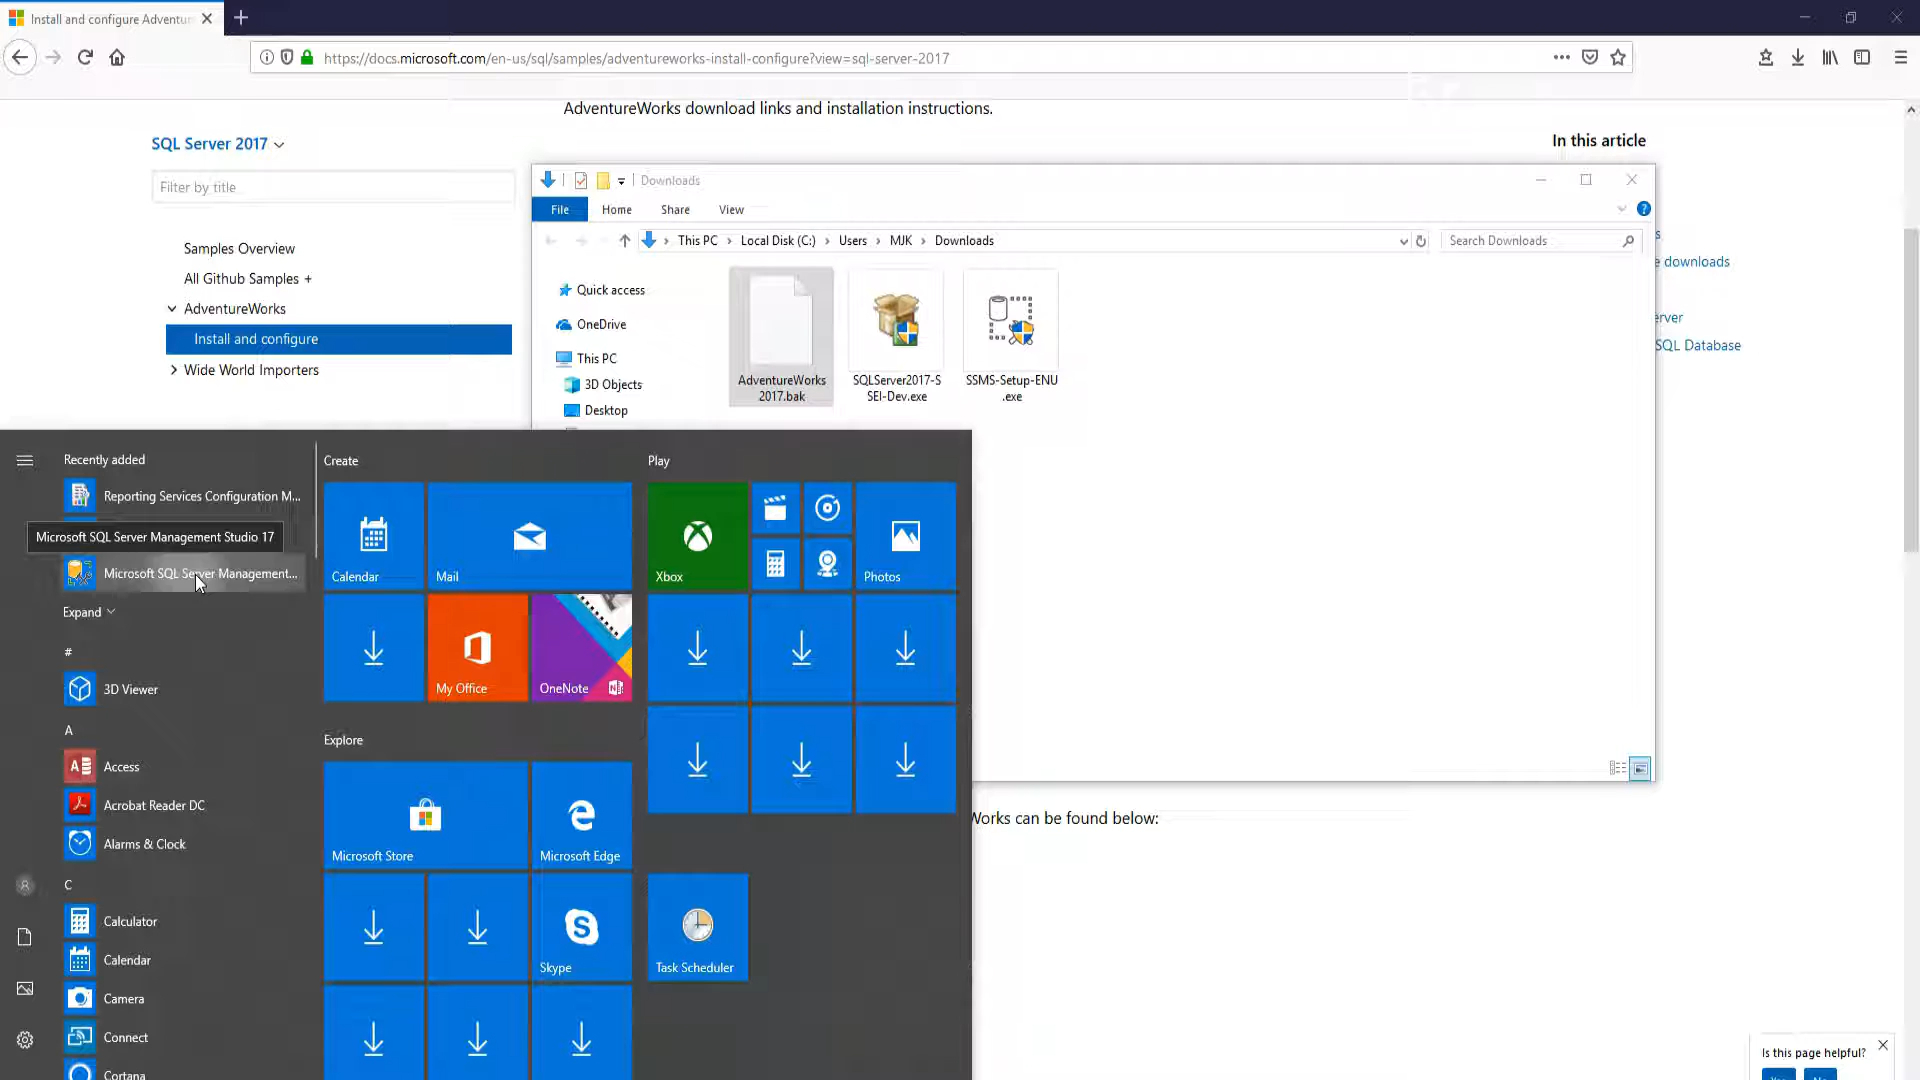 Install and configure Adventur
https://docs.microsoft.com/en-us/sql/samples/adventureworks-install-configure?view=sql-server-2017
AdventureWorks download links and installation instructions.
SQL Server 2017
In this article
Filter by title
Samples Overview
All Github Samples +
AdventureWorks
Install and configure
Wide World Importers
Downloads
File
Home
Share
View
This PC
Local Disk (C:)
Users
MJK
Downloads
Search Downloads
Quick access
OneDrive
This PC
3D Objects
Desktop
AdventureWorks
2017.bak
SQLServer2017-S
SEI-Dev.exe
SSMS-Setup-ENU
.exe
e downloads
erver
SQL Database
Recently added
Reporting Services Configuration M...
Microsoft SQL Server Management Studio 17
Microsoft SQL Server Management...
Expand
#
3D Viewer
A
Access
Acrobat Reader DC
Alarms & Clock
C
Calculator
Calendar
Camera
Connect
Cortana
Create
Calendar
Mail
My Office
OneNote
Explore
Microsoft Store
Microsoft Edge
Skype
Play
Xbox
Photos
Task Scheduler
Works can be found below:
Is this page helpful?